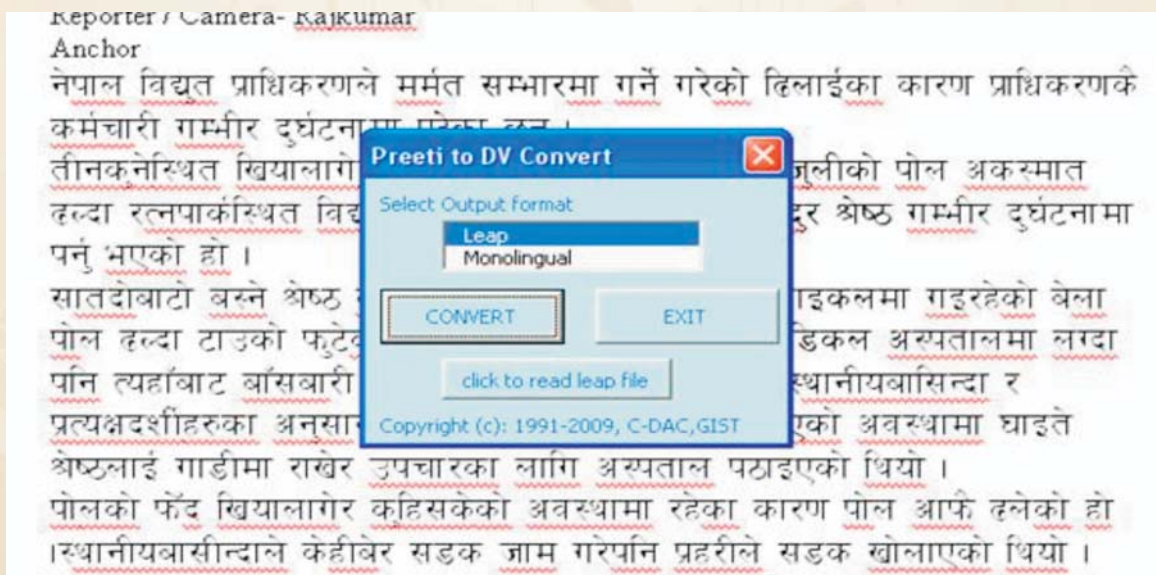 Reporter / Camera- Rajkumar
Anchor
नेपाल विद्युत प्राधिकरणले मर्मत सम्भारमा गर्ने गरेको ढिलाईका कारण प्राधिकरणकै
कर्मचारी गम्भीर दुर्घटनामा परेका छन् ।
तीनकुनेस्थित खियालागे
जुलीको पोल अकस्मात
ढल्दा रत्नपार्कस्थित विद्
दुर श्रेष्ठ गम्भीर दुर्घटनामा
पर्नु भएको हो ।
सातदोबाटो बस्ने श्रेष्ठ
ाइकलमा गइरहेको बेला
पोल ढल्दा टाउको फुटेक
डिकल अस्पतालमा लग्दा
पनि त्यहाँबाट बाँसबारी
स्थानीयबासिन्दा र
प्रत्यक्षदर्शीहरुका अनुसार
एको अवस्थामा घाइते
श्रेष्ठलाई गाडीमा राखेर उपचारका लागि अस्पताल पठाइएको थियो ।
पोलको फेंद खियालागेर कुहिसकेको अवस्थामा रहेका कारण पोल आफै ढलेको हो
।स्थानीयबासीन्दाले केहीबेर सडक जाम गरेपनि प्रहरीले सडक खोलाएको थियो ।
Preeti to DV Convert
Select Output format
Leap
Monolingual
CONVERT
EXIT
click to read leap file
Copyright (c): 1991-2009, C-DAC,GIST